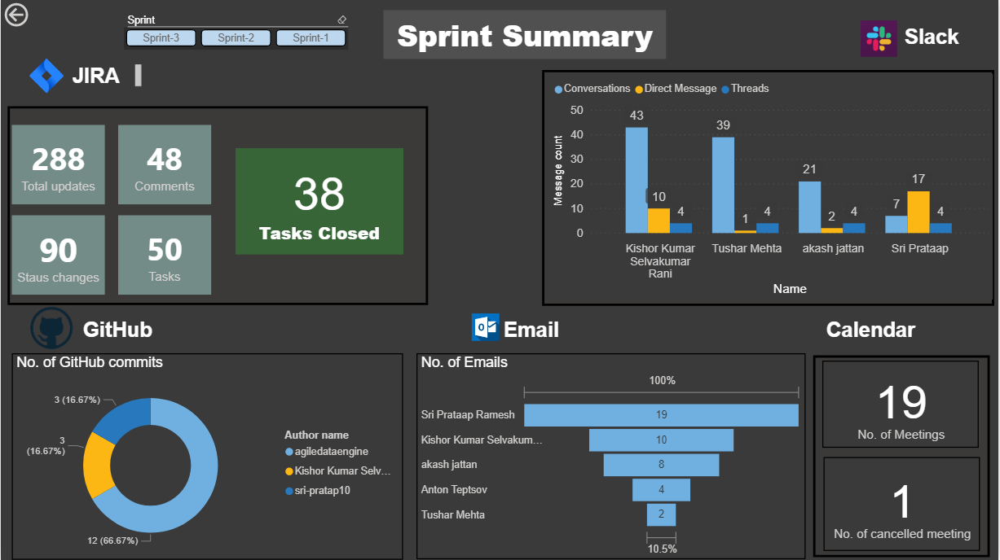 Sprint
Sprint-3
Sprint-2
Sprint-1
Sprint Summary
Slack
JIRA
288
Total updates
48
Comments
90
Staus changes
50
Tasks
38
Tasks Closed
Conversations
Direct Message
Threads
Message count
50
40
30
20
10
0
43
10
4
39
1
4
21
2
4
7
17
4
Kishor Kumar
Selvakumar
Rani
Tushar Mehta
akash jattan
Sri Prataap
Name
GitHub
No. of GitHub commits
3 (16.67%)
3
(16.67%)
12 (66.67%)
Author name
agiledataengine
Kishor Kumar Selv...
sri-pratap10
Email
No. of Emails
100%
Sri Prataap Ramesh 19
Kishor Kumar Selvakum... 10
akash jattan 8
Anton Teptsov 4
Tushar Mehta 2
10.5%
Calendar
19
No. of Meetings
1
No. of cancelled meeting